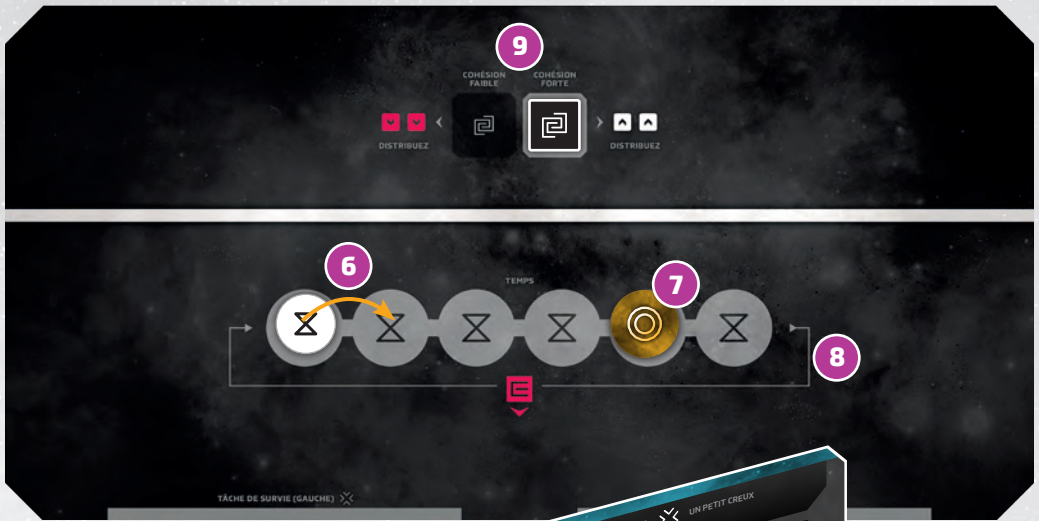 9
COHÉSION FAIBLE
COHÉSION FORTE
DISTRIBUEZ
DISTRIBUEZ
6
TEMPS
7
8
TÂCHE DE SURVIE (GAUCHE)
UN PETIT CREUX